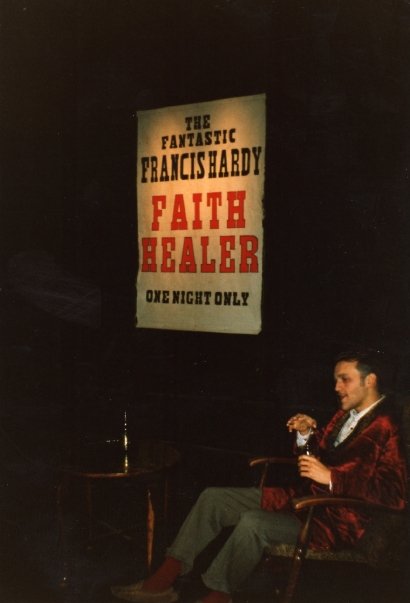 THE
FANTASTIC
FRANCIS HARDY
FAITH
HEALER
ONE NIGHT ONLY